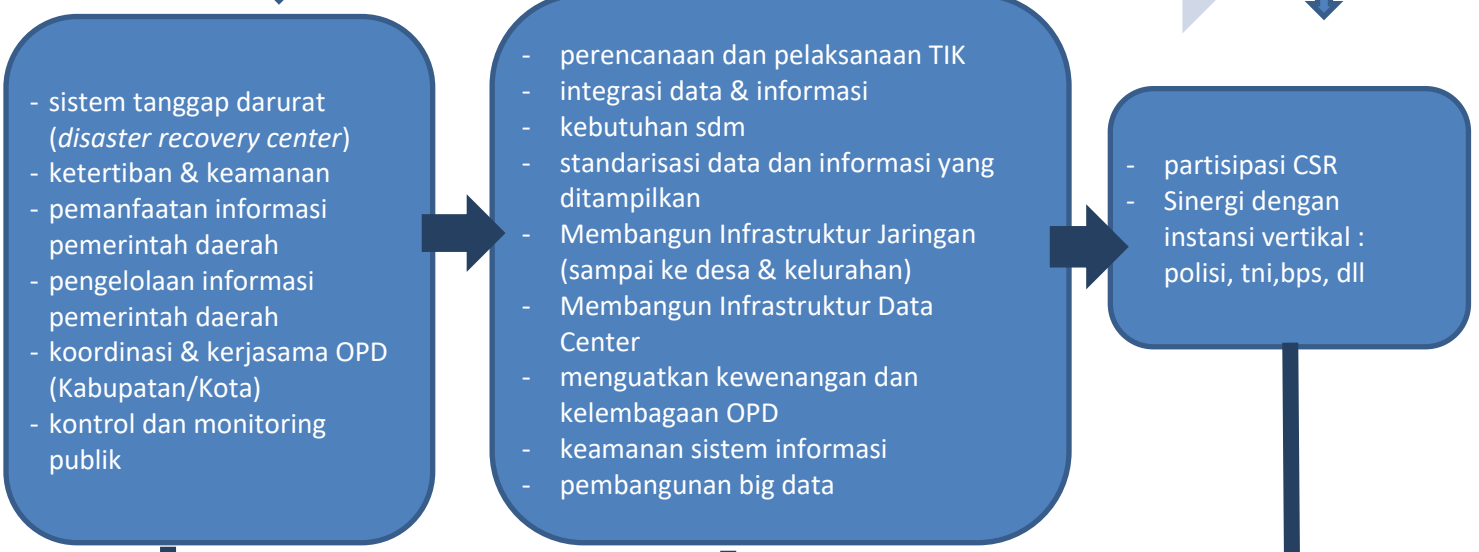 - sistem tanggap darurat
(disaster recovery center)
- ketertiban & keamanan
- pemanfaatan informasi
pemerintah daerah
- pengelolaan informasi
pemerintah daerah
- koordinasi & kerjasama OPD
(Kabupatan/Kota)
- kontrol dan monitoring
publik
- perencanaan dan pelaksanaan TIK
- integrasi data & informasi
- kebutuhan sdm
- standarisasi data dan informasi yang
ditampilkan
- Membangun Infrastruktur Jaringan
(sampai ke desa & kelurahan)
- Membangun Infrastruktur Data
Center
- menguatkan kewenangan dan
kelembagaan OPD
- keamanan sistem informasi
- pembangunan big data
- partisipasi CSR
- Sinergi dengan
instansi vertikal :
polisi, tni,bps, dll